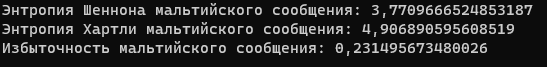 Энтропия Шеннона мальтийского сообщения: 3,7709666524853187
Энтропия Хартли мальтийского сообщения: 4,906890595608519
Избыточность мальтийского сообщения: 0,231495673480026